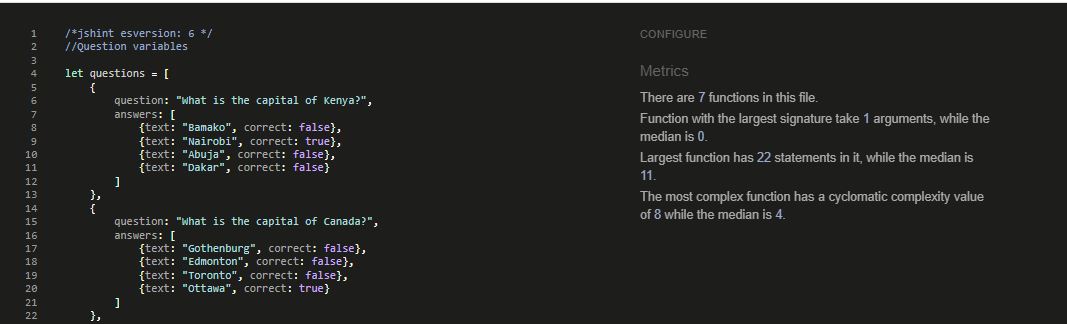 1 /*jshint esversion: 6 */
2 //Question variables
3
4 let questions = [
5 {
6 question: "What is the capital of Kenya?",
7 answers: [
8 {text: "Bamako", correct: false},
9 {text: "Nairobi", correct: true},
10 {text: "Abuja", correct: false},
11 {text: "Dakar", correct: false}
12 ]
13 },
14 {
15 question: "What is the capital of Canada?",
16 answers: [
17 {text: "Gothenburg", correct: false},
18 {text: "Edmonton", correct: false},
19 {text: "Toronto", correct: false},
20 {text: "Ottawa", correct: true}
21 ]
22 },
CONFIGURE
Metrics
There are 7 functions in this file.
Function with the largest signature take 1 arguments, while the
median is 0.
Largest function has 22 statements in it, while the median is
11.
The most complex function has a cyclomatic complexity value
of 8 while the median is 4.